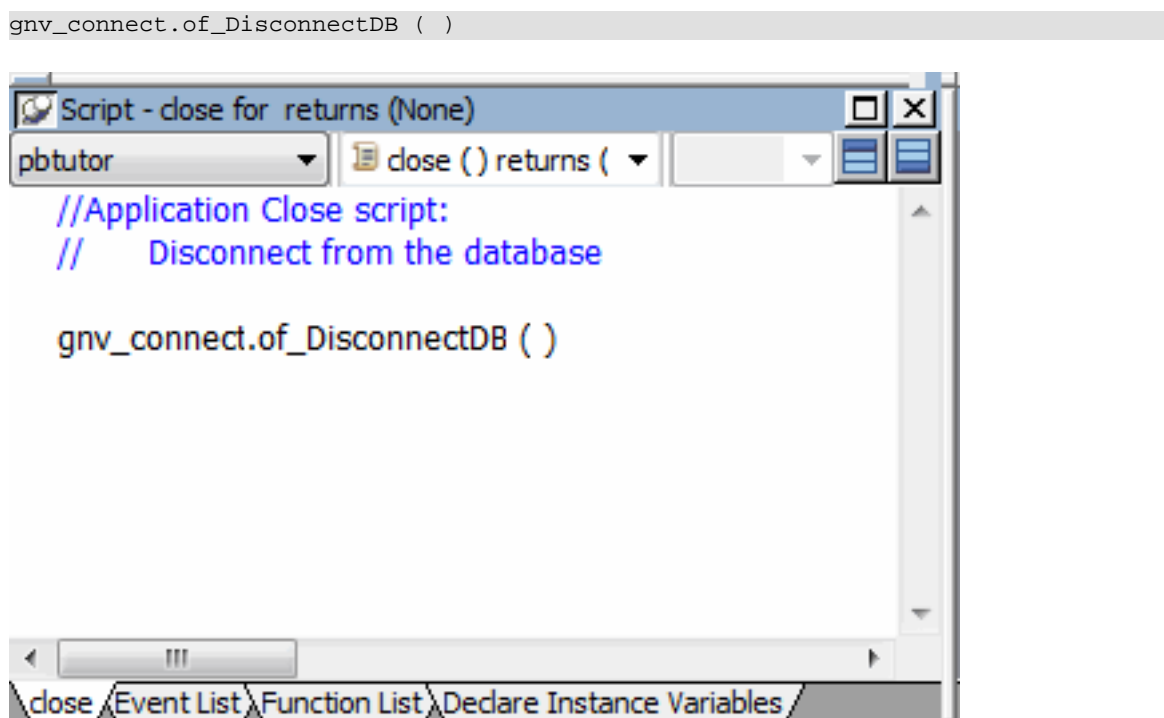 gnv_connect.of_DisconnectDB ( )
Script - close for  returns (None)
pbtutor
close ( ) returns (
//Application Close script:
//     Disconnect from the database
gnv_connect.of_DisconnectDB ( )
close
Event List
Function List
Declare Instance Variables